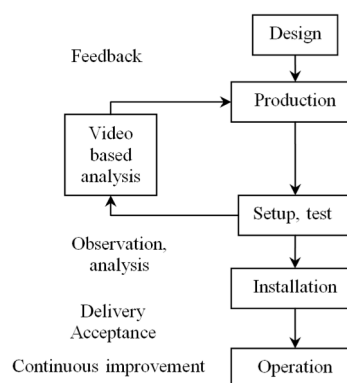 Design
Feedback
Production
Video
based
analysis
Setup, test
Observation,
analysis
Installation
Delivery
Acceptance
Continuous improvement
Operation